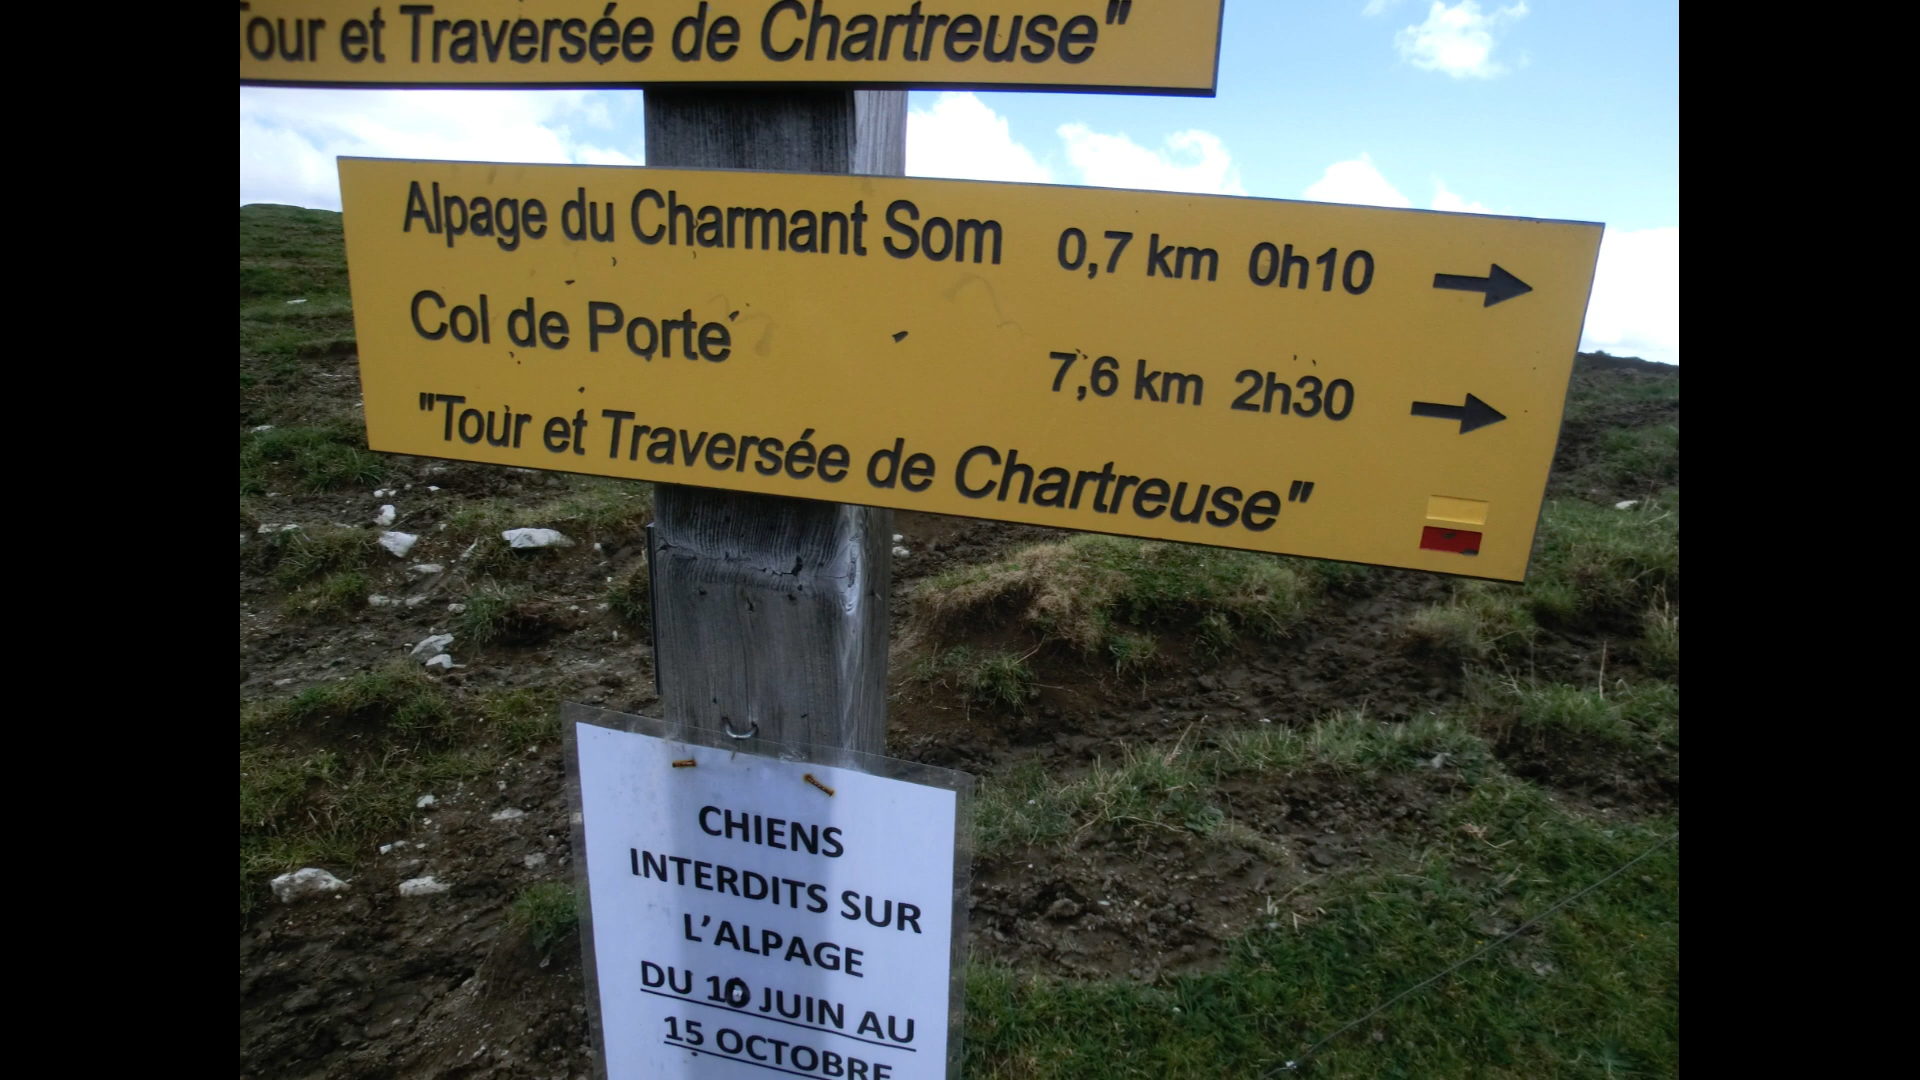 Tour et Traversée de Chartreuse"
Alpage du Charmant Som 0,7 km 0h10
Col de Porte 7,6 km 2h30
"Tour et Traversée de Chartreuse"
CHIENS
INTERDITS SUR
L'ALPAGE
DU 10 JUIN AU
15 OCTOBRE